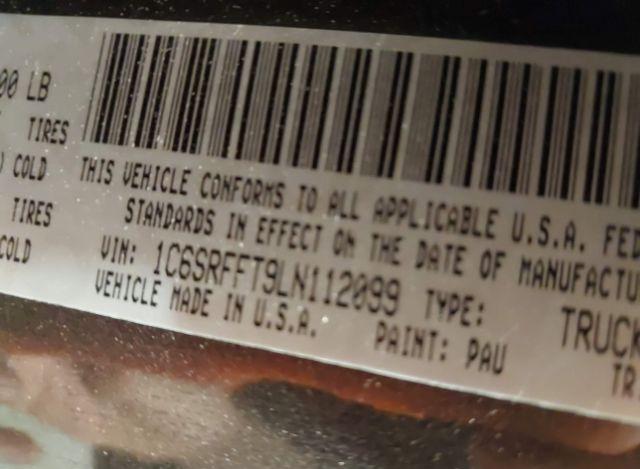 00 LB
TIRES
COLD
TIRES
COLD
THIS VEHICLE CONFORMS TO ALL APPLICABLE U.S.A. FED
STANDARDS IN EFFECT ON THE DATE OF MANUFACTU
VIN: 1C6SRFFT9LN112099 TYPE: TRUCK
VEHICLE MADE IN U.S.A. PAINT: PAU TR